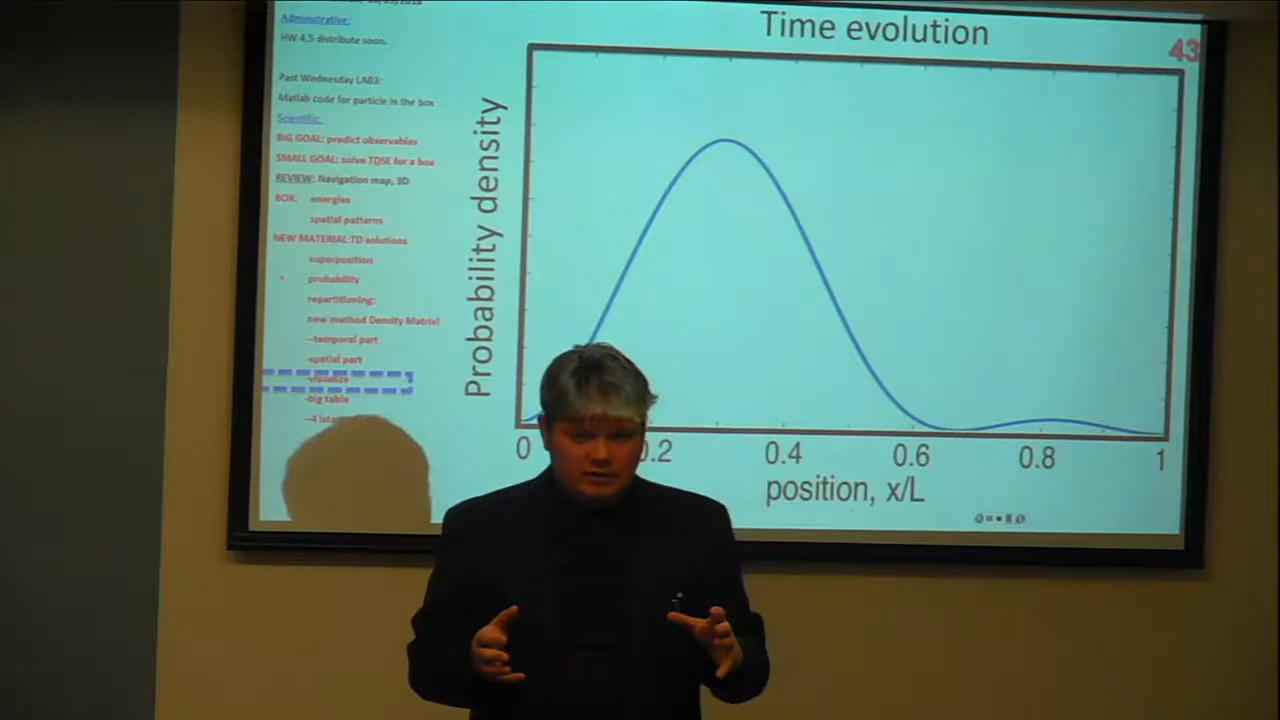 Administrative:
HW 4,5 distribute soon.
Past Wednesday LAB3:
Matlab code for particle in the box
Scientific:
BIG GOAL: predict observables
SMALL GOAL: solve TDSE for a box
REVIEW: Navigation map, 3D
BOX: energies
spatial patterns
NEW MATERIAL:TD solutions
superposition
probability
repartitioning:
new method Density Matrix!
--temporal part
-spatial part
-visualize
-big table
Time evolution
43
Probability density
0 0.2 0.4 0.6 0.8 1
position, x/L